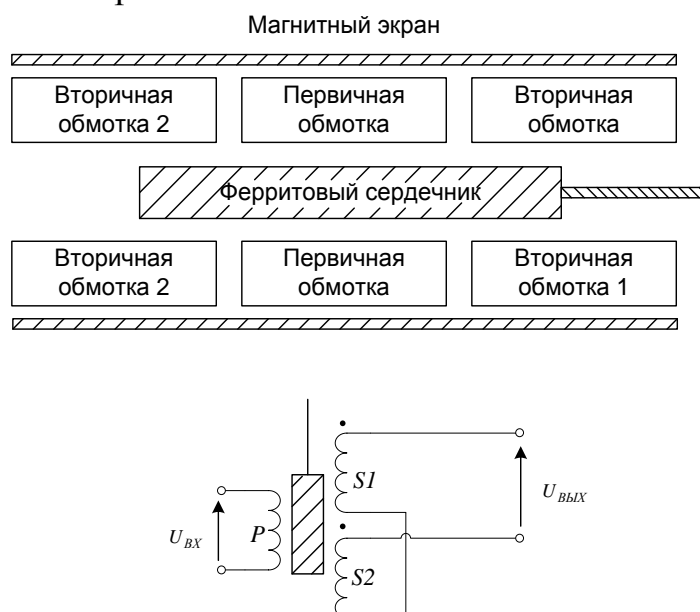 Магнитный экран
Вторичная обмотка 2
Первичная обмотка
Вторичная обмотка
Ферритовый сердечник
Вторичная обмотка 2
Первичная обмотка
Вторичная обмотка 1
S1
U_ВЫХ
U_ВХ
P
S2